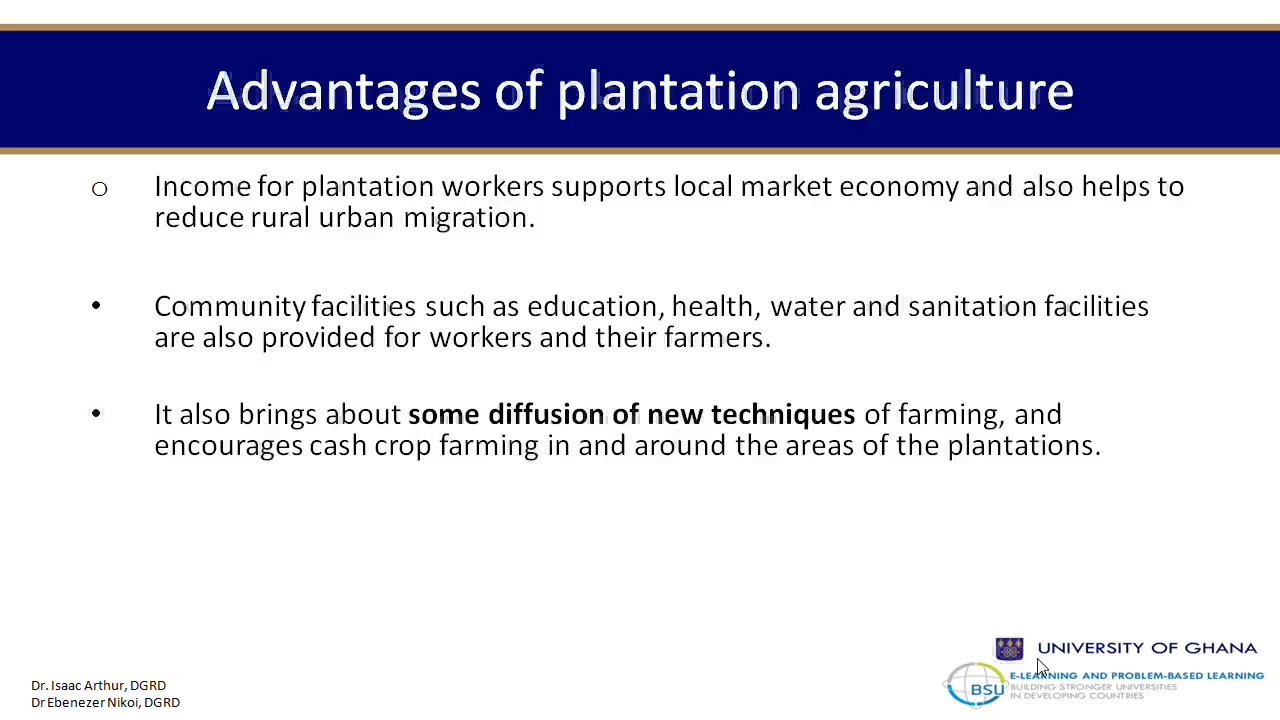 Advantages of plantation agriculture
o Income for plantation workers supports local market economy and also helps to
reduce rural urban migration.
• Community facilities such as education, health, water and sanitation facilities
are also provided for workers and their farmers.
• It also brings about some diffusion of new techniques of farming, and
encourages cash crop farming in and around the areas of the plantations.
UNIVERSITY OF GHANA
BSU
E-LEARNING AND PROBLEM-BASED LEARNING
BUILDING STRONGER UNIVERSITIES
IN DEVELOPING COUNTRIES
Dr. Isaac Arthur, DGRD
Dr Ebenezer Nikoi, DGRD